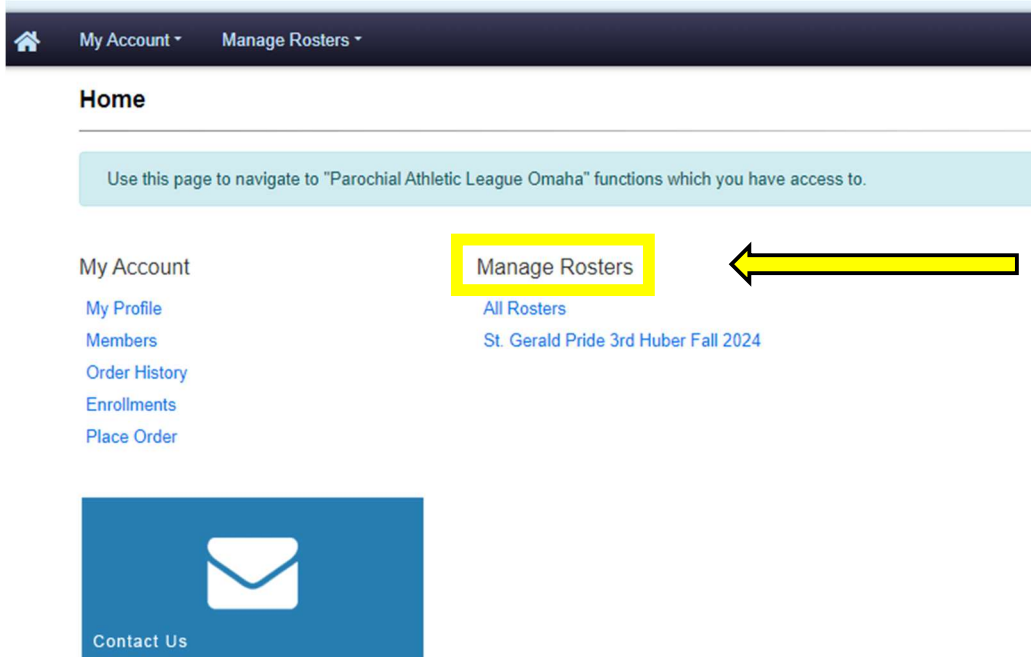 My Account Manage Rosters
Home
Use this page to navigate to "Parochial Athletic League Omaha" functions which you have access to.
My Account
My Profile
Members
Order History
Enrollments
Place Order
Manage Rosters
All Rosters
St. Gerald Pride 3rd Huber Fall 2024
Contact Us